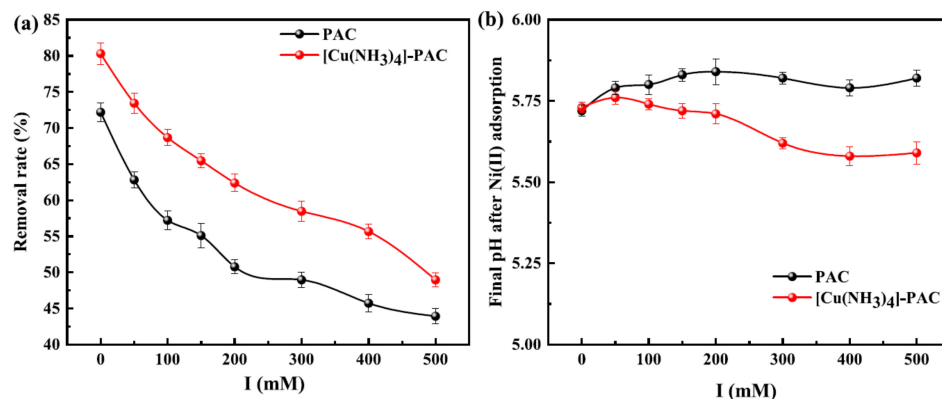 (a)
PAC
[Cu(NH3)4]-PAC
Removal rate (%)
85
80
75
70
65
60
55
50
45
40
0 100 200 300 400 500
I (mM)
(b)
PAC
[Cu(NH3)4]-PAC
Final pH after Ni(II) adsorption
6.00
5.75
5.50
5.25
5.00
0 100 200 300 400 500
I (mM)